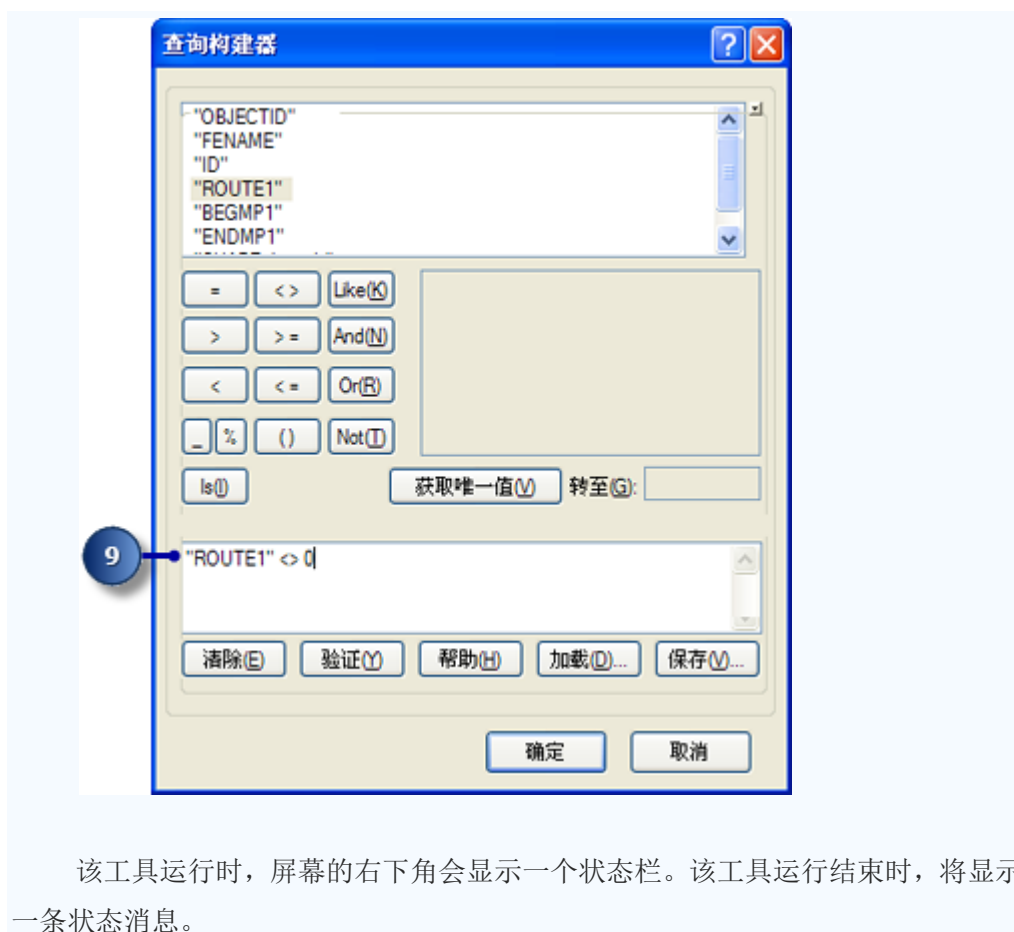 查询构建器
"OBJECTID"
"FENAME"
"ID"
"ROUTE1"
"BEGMP1"
"ENDMP1"
= <> Like(K)
> >= And(N)
< <= Or(R)
_ % () Not(T)
Is(I) 获取唯一值(V) 转至(G):
9
"ROUTE1" <> 0
清除(E) 验证(Y) 帮助(H) 加载(D)... 保存(V)...
确定 取消
该工具运行时，屏幕的右下角会显示一个状态栏。该工具运行结束时，将显示
一条状态消息。